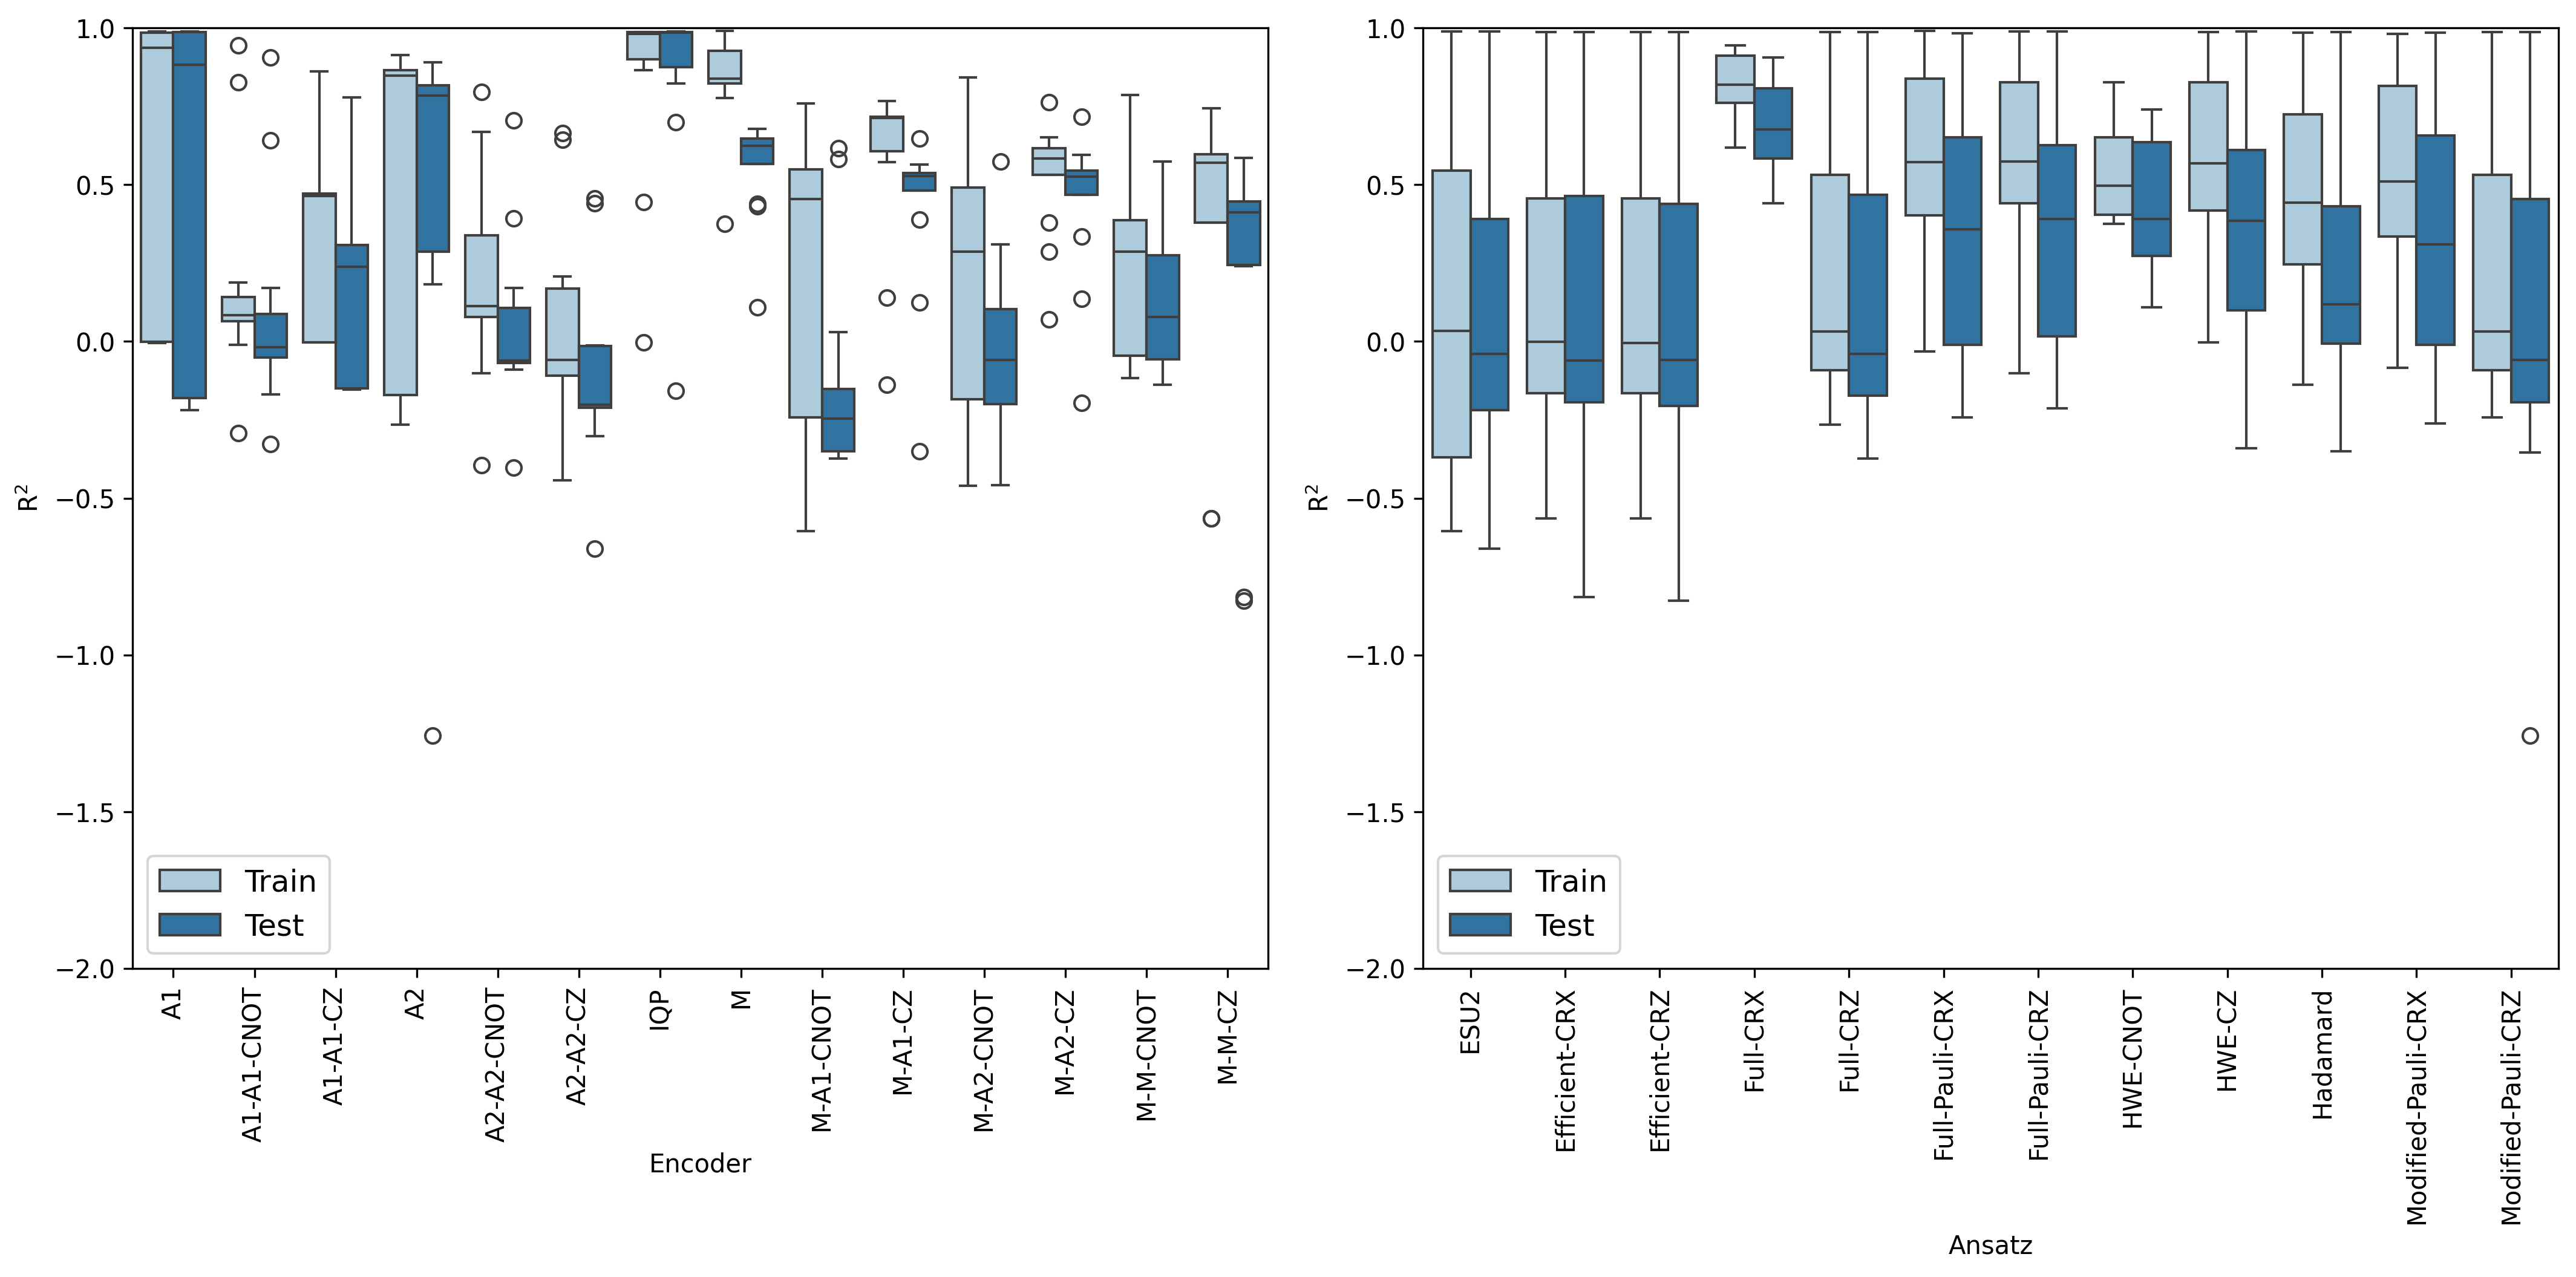 1.0
0.5
0.0
−0.5
−1.0
−1.5
−2.0
R²
Train
Test
A1
A1-A1-CNOT
A1-A1-CZ
A2
A2-A2-CNOT
A2-A2-CZ
IQP
M
M-A1-CNOT
M-A1-CZ
M-A2-CNOT
M-A2-CZ
M-M-CNOT
M-M-CZ
Encoder
1.0
0.5
0.0
−0.5
−1.0
−1.5
−2.0
R²
Train
Test
ESU2
Efficient-CRX
Efficient-CRZ
Full-CRX
Full-CRZ
Full-Pauli-CRX
Full-Pauli-CRZ
HWE-CNOT
HWE-CZ
Hadamard
Modified-Pauli-CRX
Modified-Pauli-CRZ
Ansatz